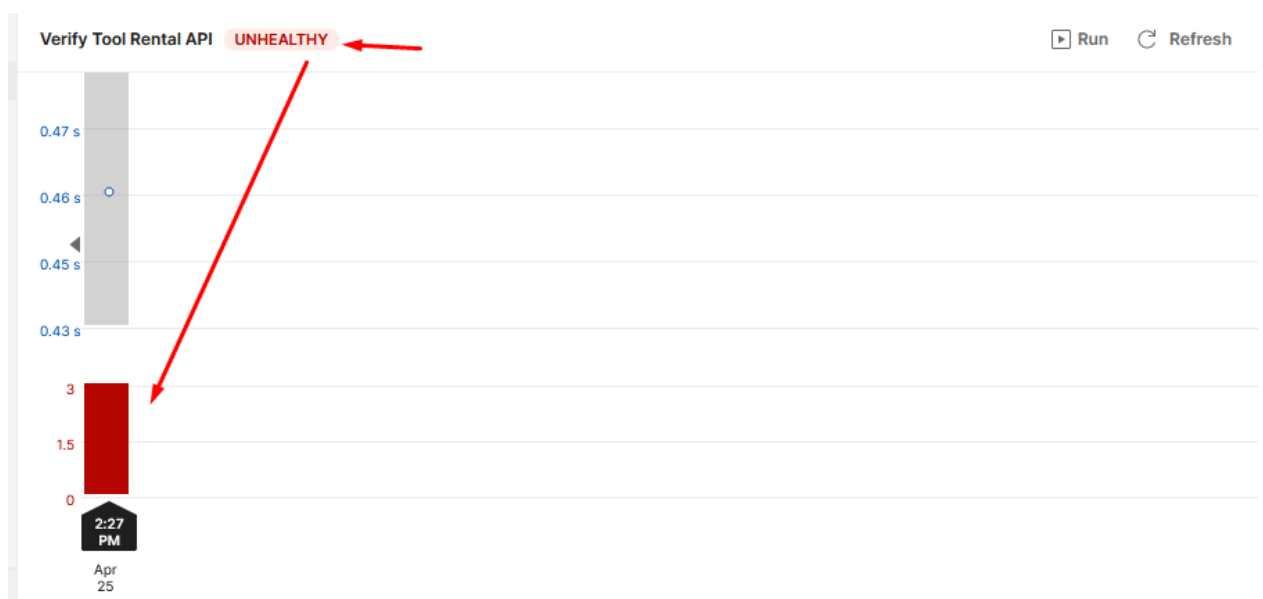 Verify Tool Rental API UNHEALTHY Run Refresh
0.47 s
0.46 s
0.45 s
0.43 s
3
1.5
0
2:27
PM
Apr
25